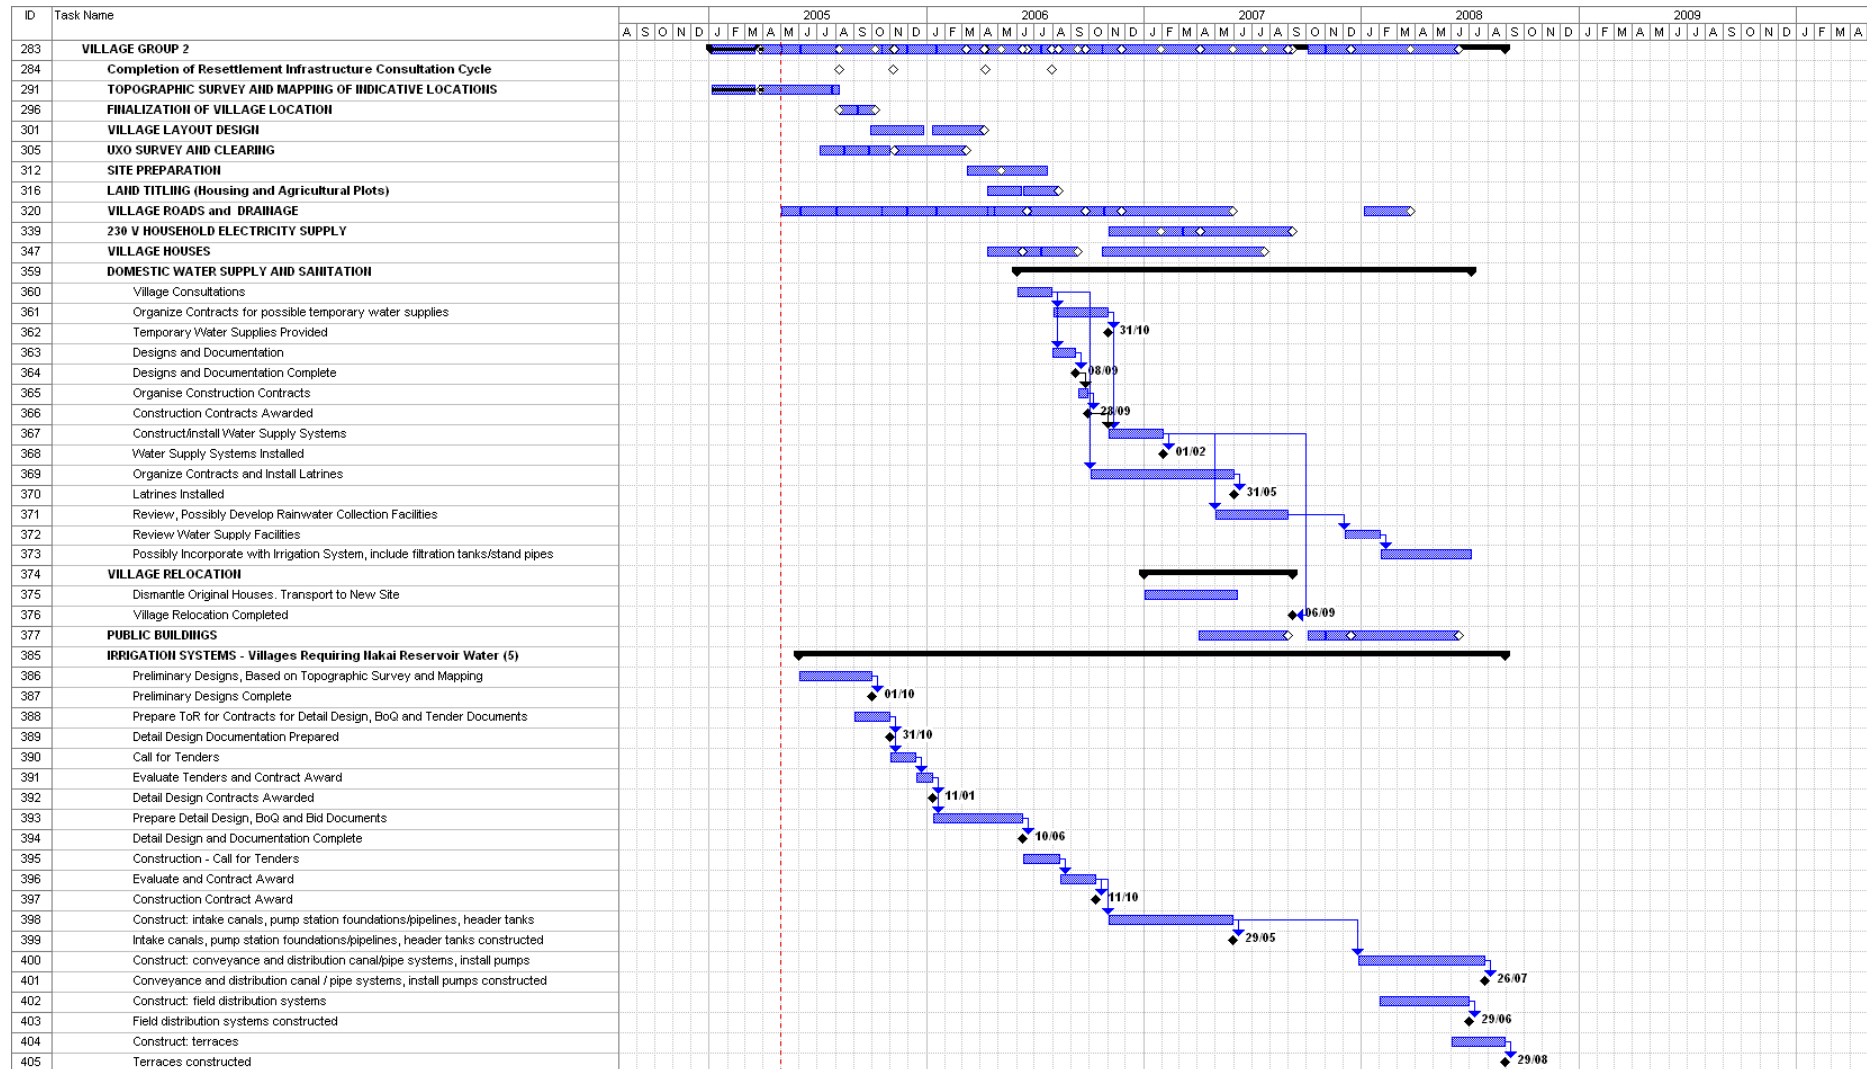 ID Task Name 2005 2006 2007 2008 2009
A S O N D J F M A M J J A S O N D J F M A M J J A S O N D J F M A M J J A S O N D J F M A M J J A S O N D J F M A M J J A S O N D J F M A
283 VILLAGE GROUP 2
284 Completion of Resettlement Infrastructure Consultation Cycle
291 TOPOGRAPHIC SURVEY AND MAPPING OF INDICATIVE LOCATIONS
296 FINALIZATION OF VILLAGE LOCATION
301 VILLAGE LAYOUT DESIGN
305 UXO SURVEY AND CLEARING
312 SITE PREPARATION
316 LAND TITLING (Housing and Agricultural Plots)
320 VILLAGE ROADS and DRAINAGE
339 230 V HOUSEHOLD ELECTRICITY SUPPLY
347 VILLAGE HOUSES
359 DOMESTIC WATER SUPPLY AND SANITATION
360 Village Consultations
361 Organize Contracts for possible temporary water supplies
362 Temporary Water Supplies Provided 31/10
363 Designs and Documentation
364 Designs and Documentation Complete 08/09
365 Organise Construction Contracts
366 Construction Contracts Awarded 28/09
367 Construct/install Water Supply Systems
368 Water Supply Systems Installed 01/02
369 Organize Contracts and Install Latrines
370 Latrines Installed 31/05
371 Review, Possibly Develop Rainwater Collection Facilities
372 Review Water Supply Facilities
373 Possibly Incorporate with Irrigation System, include filtration tanks/stand pipes
374 VILLAGE RELOCATION
375 Dismantle Original Houses. Transport to New Site
376 Village Relocation Completed 06/09
377 PUBLIC BUILDINGS
385 IRRIGATION SYSTEMS - Villages Requiring Nakai Reservoir Water (5)
386 Preliminary Designs, Based on Topographic Survey and Mapping
387 Preliminary Designs Complete 01/10
388 Prepare ToR for Contracts for Detail Design, BoQ and Tender Documents
389 Detail Design Documentation Prepared 31/10
390 Call for Tenders
391 Evaluate Tenders and Contract Award
392 Detail Design Contracts Awarded 11/01
393 Prepare Detail Design, BoQ and Bid Documents
394 Detail Design and Documentation Complete 10/06
395 Construction - Call for Tenders
396 Evaluate and Contract Award
397 Construction Contract Award 11/10
398 Construct: intake canals, pump station foundations/pipelines, header tanks
399 Intake canals, pump station foundations/pipelines, header tanks constructed 29/05
400 Construct: conveyance and distribution canal/pipe systems, install pumps
401 Conveyance and distribution canal / pipe systems, install pumps constructed 26/07
402 Construct: field distribution systems
403 Field distribution systems constructed 29/06
404 Construct: terraces
405 Terraces constructed 29/08